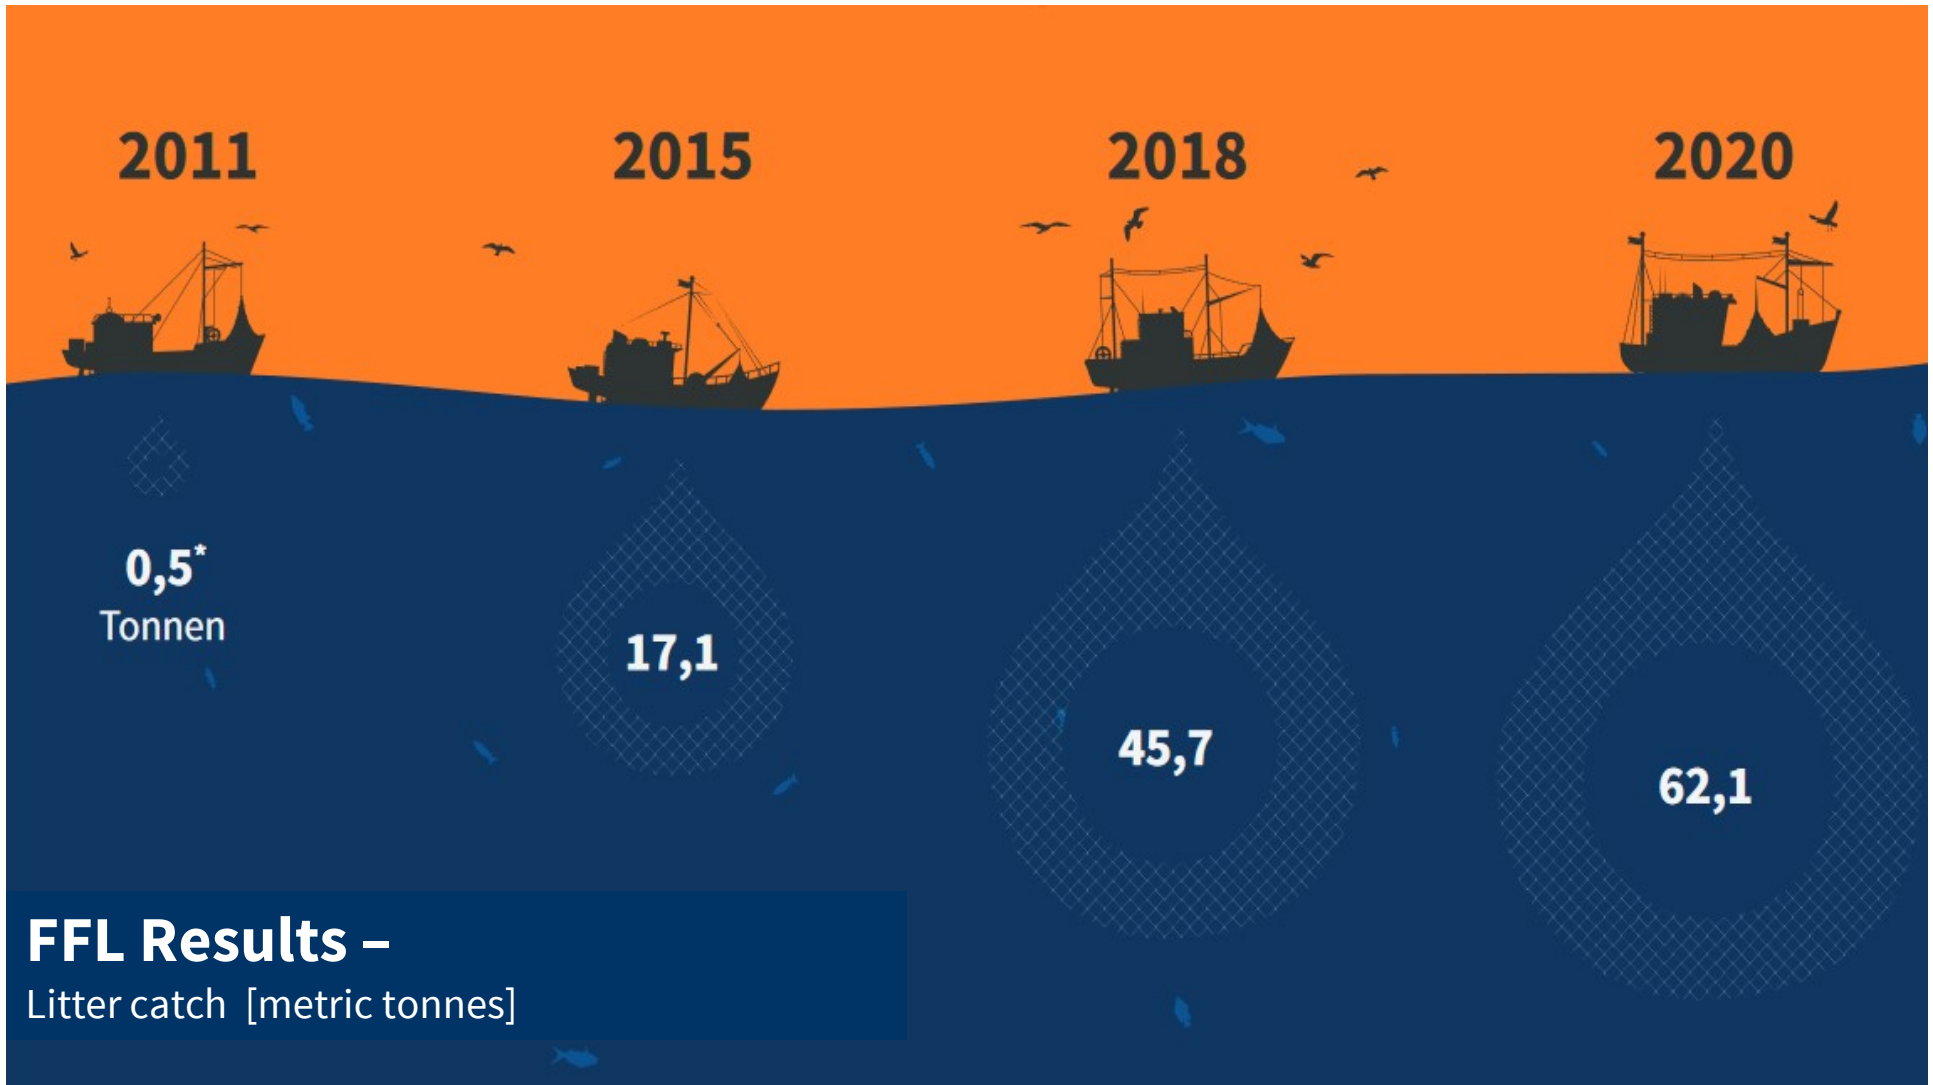 2011
2015
2018
2020
0,5*
Tonnen
17,1
45,7
62,1
FFL Results –
Litter catch [metric tonnes]